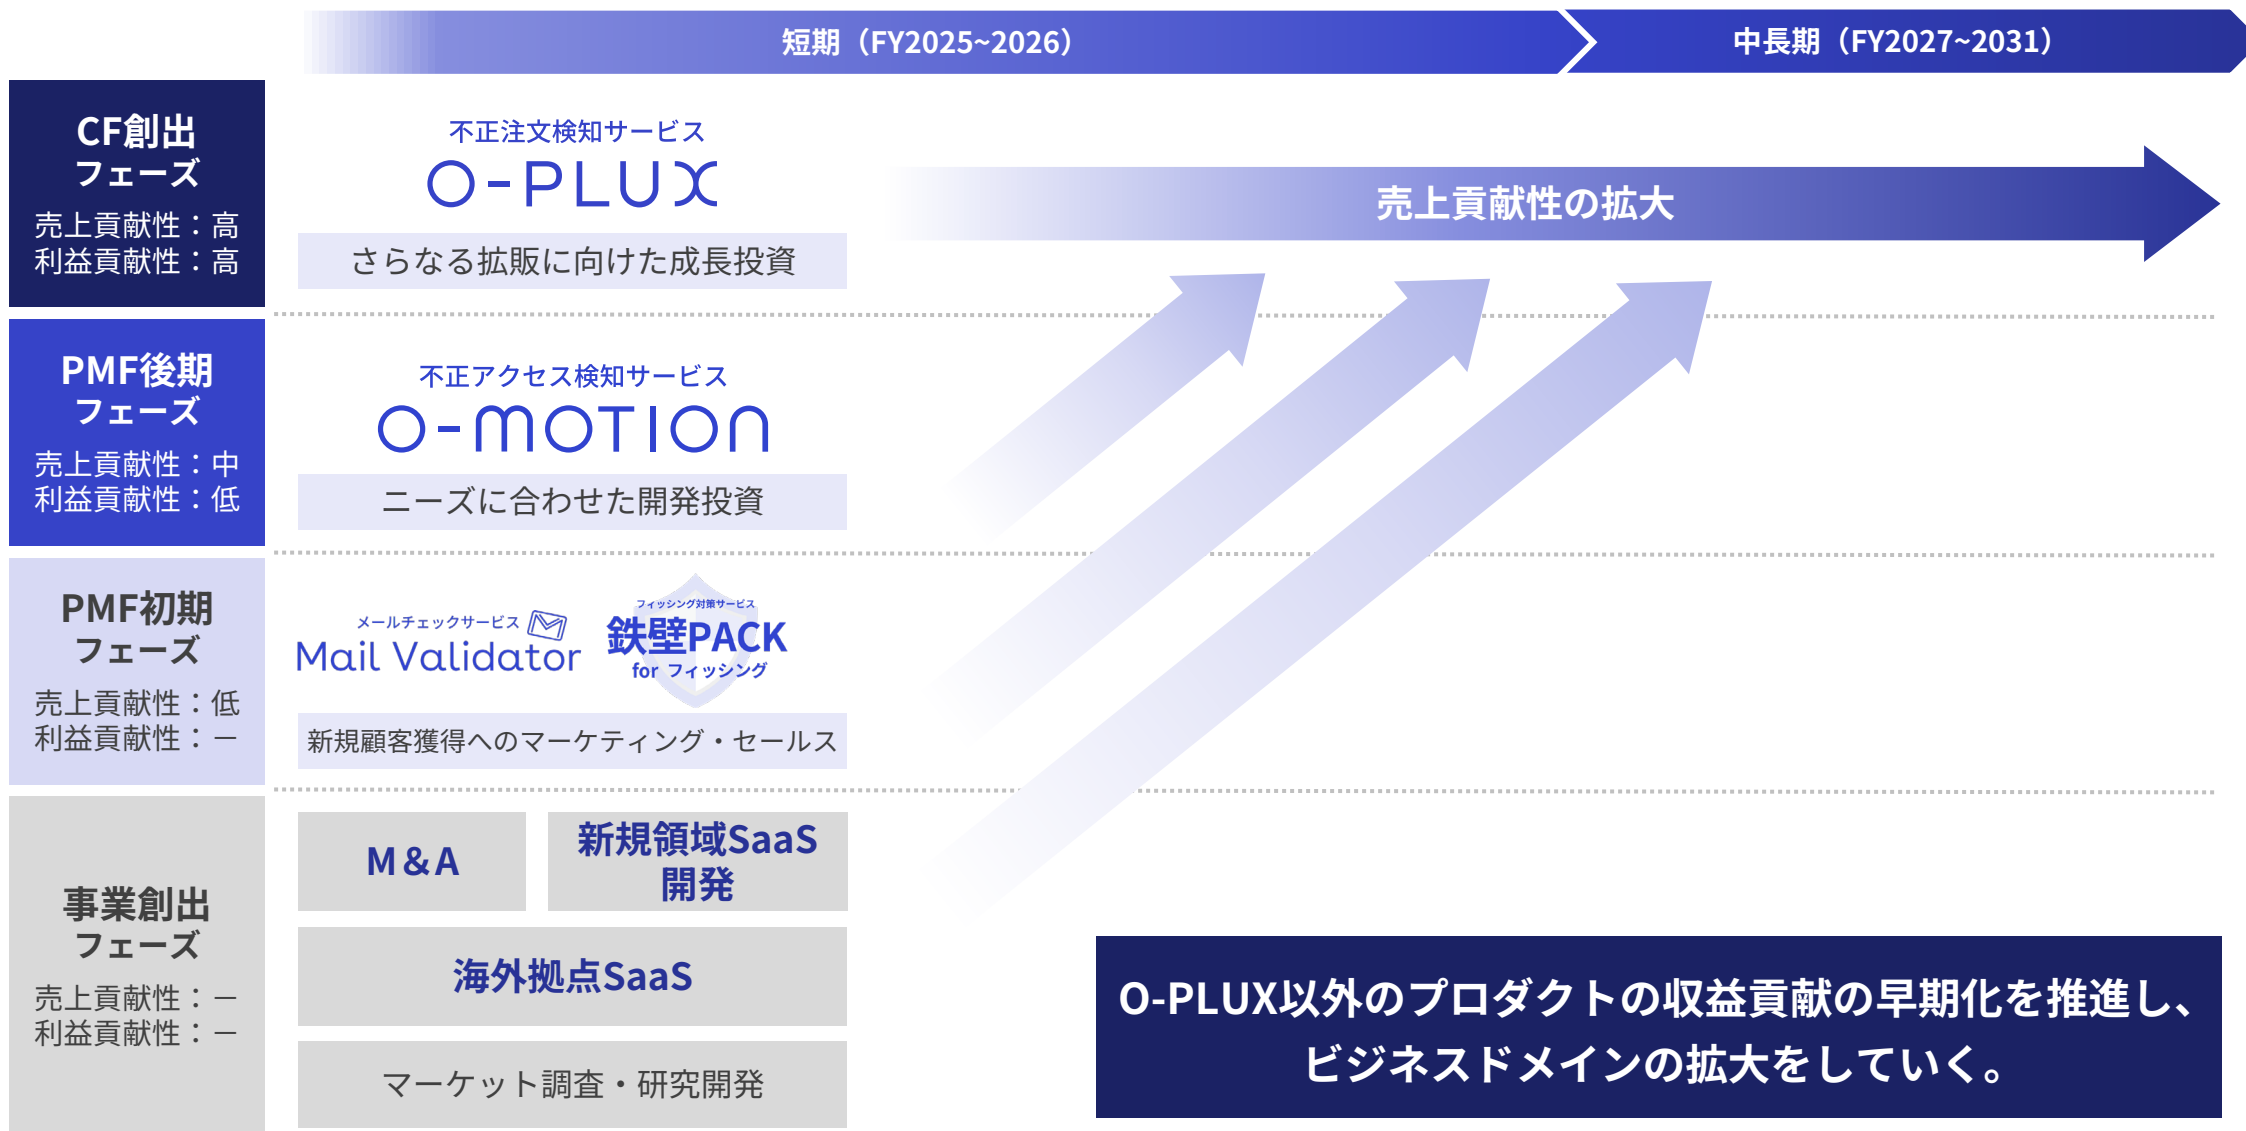 短期（FY2025~2026）
中長期（FY2027~2031）
CF創出
フェーズ
売上貢献性：高
利益貢献性：高
不正注文検知サービス
O-PLUX
さらなる拡販に向けた成長投資
売上貢献性の拡大
PMF後期
フェーズ
売上貢献性：中
利益貢献性：低
不正アクセス検知サービス
O-MOTION
ニーズに合わせた開発投資
PMF初期
フェーズ
売上貢献性：低
利益貢献性：－
メールチェックサービス
Mail Validator
フィッシング対策サービス
鉄壁PACK
for フィッシング
新規顧客獲得へのマーケティング・セールス
事業創出
フェーズ
売上貢献性：－
利益貢献性：－
M＆A
新規領域SaaS
開発
海外拠点SaaS
マーケット調査・研究開発
O-PLUX以外のプロダクトの収益貢献の早期化を推進し、
ビジネスドメインの拡大をしていく。